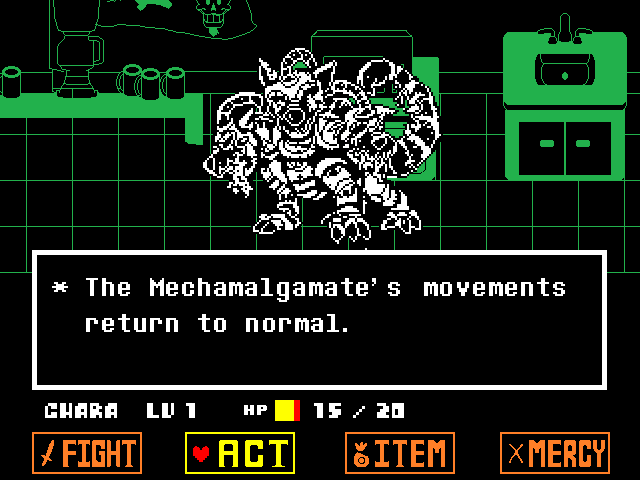 * The Mechamalgamate's movements
return to normal.
CHARA LV 1 HP 15 / 20
FIGHT ACT ITEM MERCY